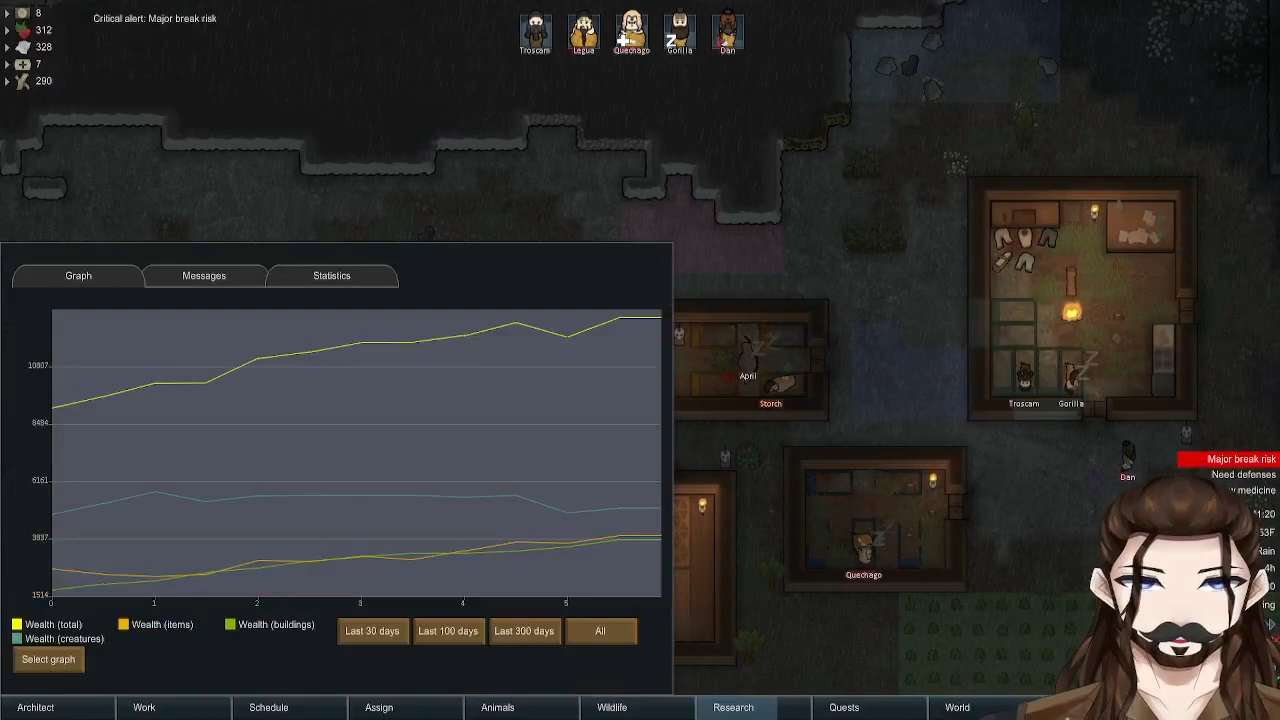 8
Critical alert: Major break risk
312
328
7
290
Troscam
Legua
Quechago
Gorilla
Dan
Graph
Messages
Statistics
10807
8484
6161
3837
1514
0
1
2
3
4
5
Wealth (total)
Wealth (items)
Wealth (buildings)
Wealth (creatures)
Last 30 days
Last 100 days
Last 300 days
All
Select graph
April
Storch
Troscam
Gorilla
Dan
Quechago
Major break risk
Need defenses
medicine
Rain
Architect
Work
Schedule
Assign
Animals
Wildlife
Research
Quests
World